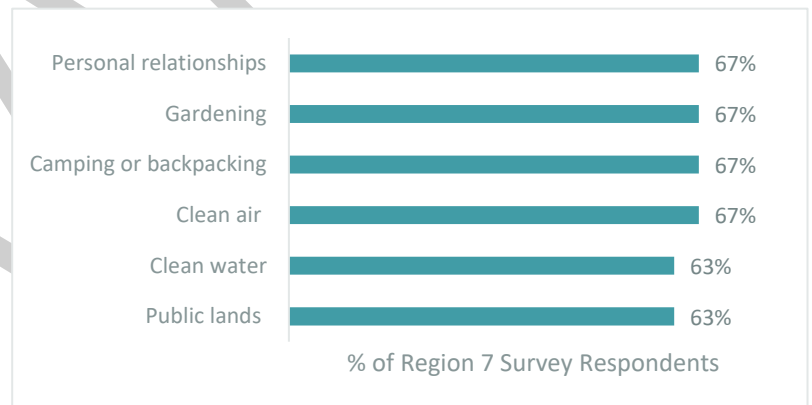 Personal relationships 67%
Gardening 67%
Camping or backpacking 67%
Clean air 67%
Clean water 63%
Public lands 63%
% of Region 7 Survey Respondents